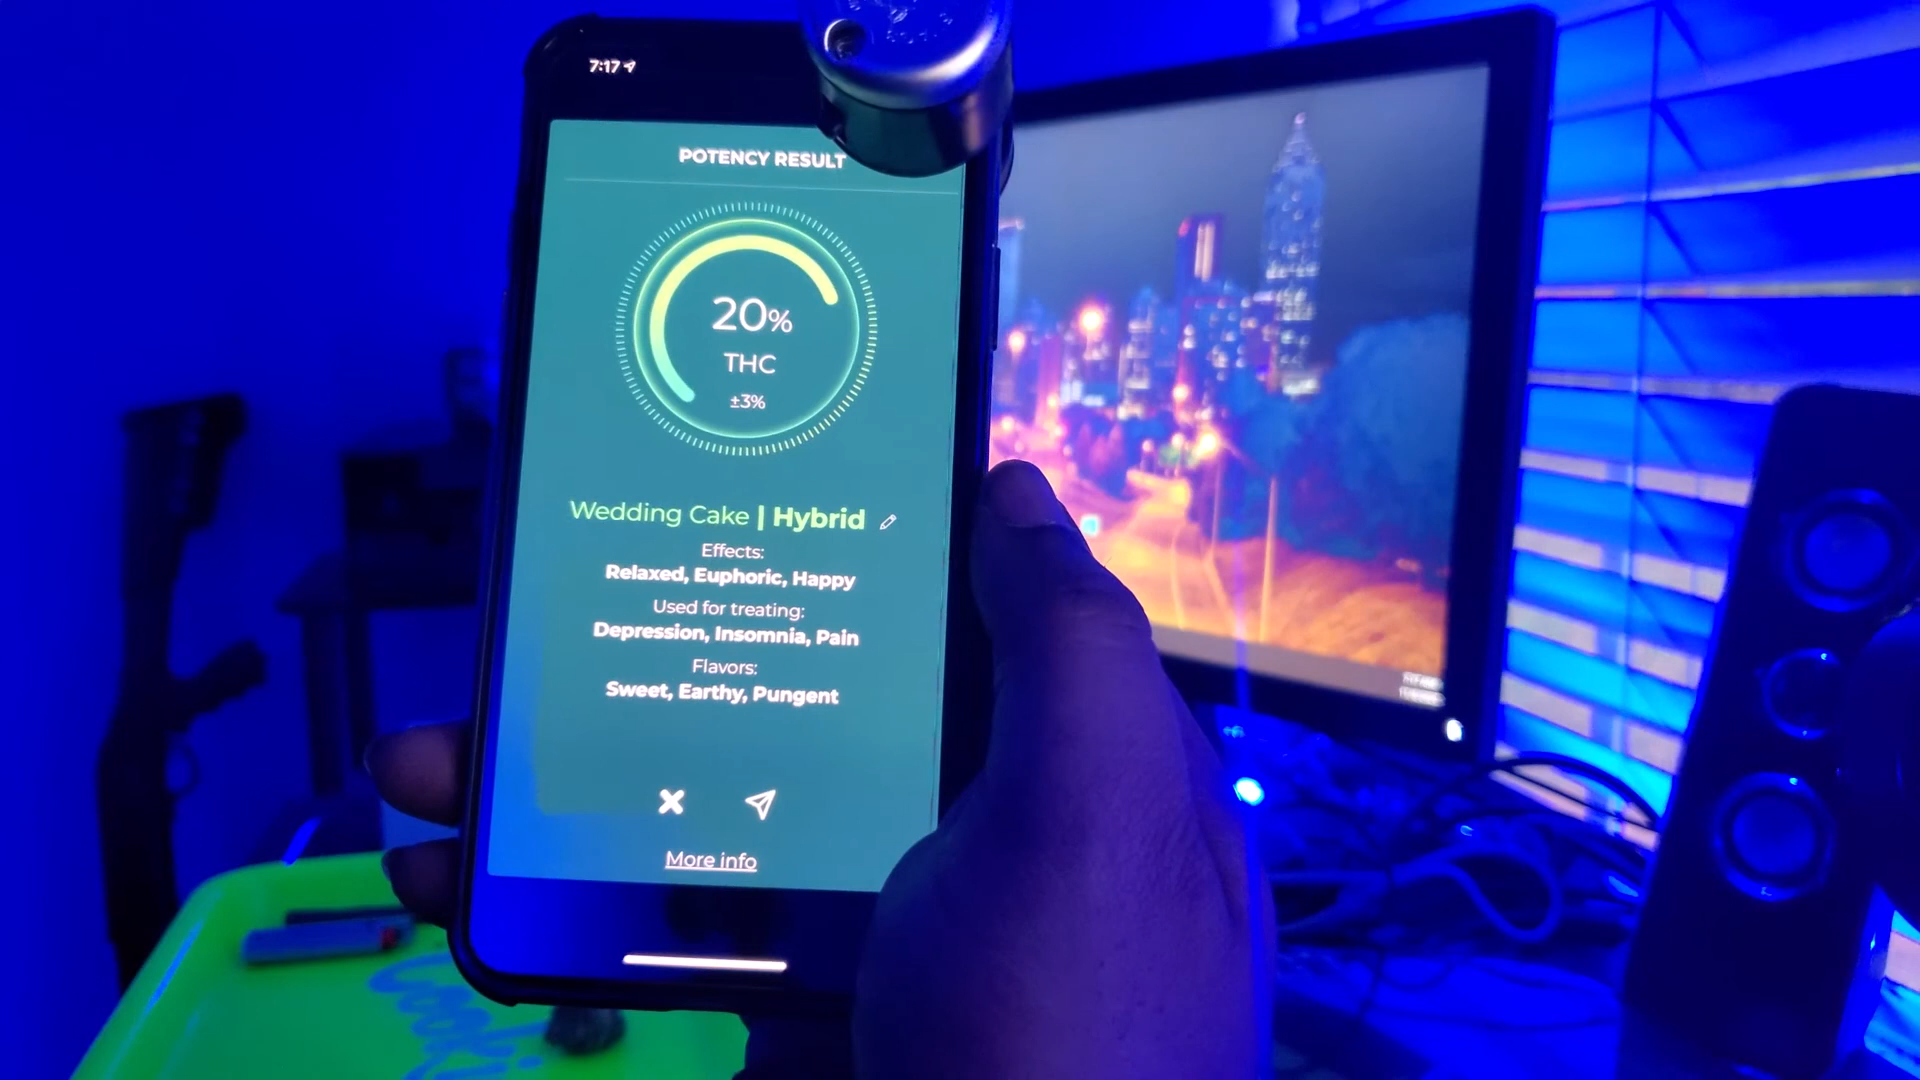 7:17
POTENCY RESULT
20%
THC
±3%
Wedding Cake | Hybrid
Effects:
Relaxed, Euphoric, Happy
Used for treating:
Depression, Insomnia, Pain
Flavors:
Sweet, Earthy, Pungent
More info